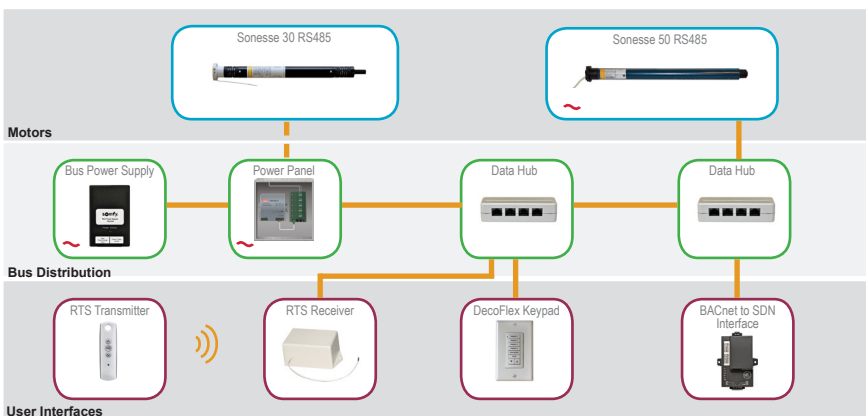 Sonesse 30 RS485
Sonesse 50 RS485
Motors
Bus Power Supply
Power Panel
Data Hub
Data Hub
somfy
Bus Distribution
RTS Transmitter
RTS Receiver
DecoFlex Keypad
BACnet to SDN
Interface
User Interfaces